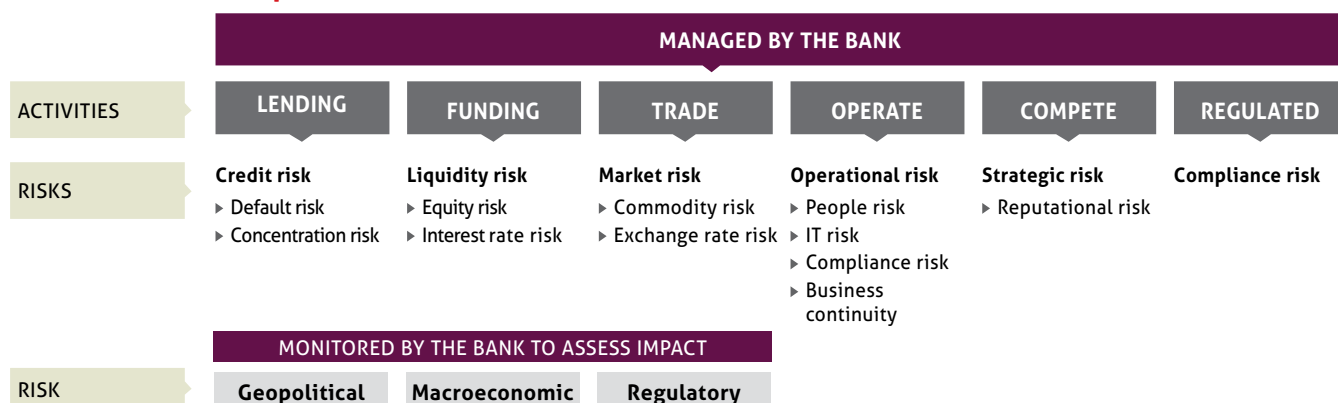 MANAGED BY THE BANK
ACTIVITIES
LENDING
FUNDING
TRADE
OPERATE
COMPETE
REGULATED
RISKS
Credit risk
Default risk
Concentration risk
Liquidity risk
Equity risk
Interest rate risk
Market risk
Commodity risk
Exchange rate risk
Operational risk
People risk
IT risk
Compliance risk
Business
continuity
Strategic risk
Reputational risk
Compliance risk
MONITORED BY THE BANK TO ASSESS IMPACT
RISK
Geopolitical
Macroeconomic
Regulatory